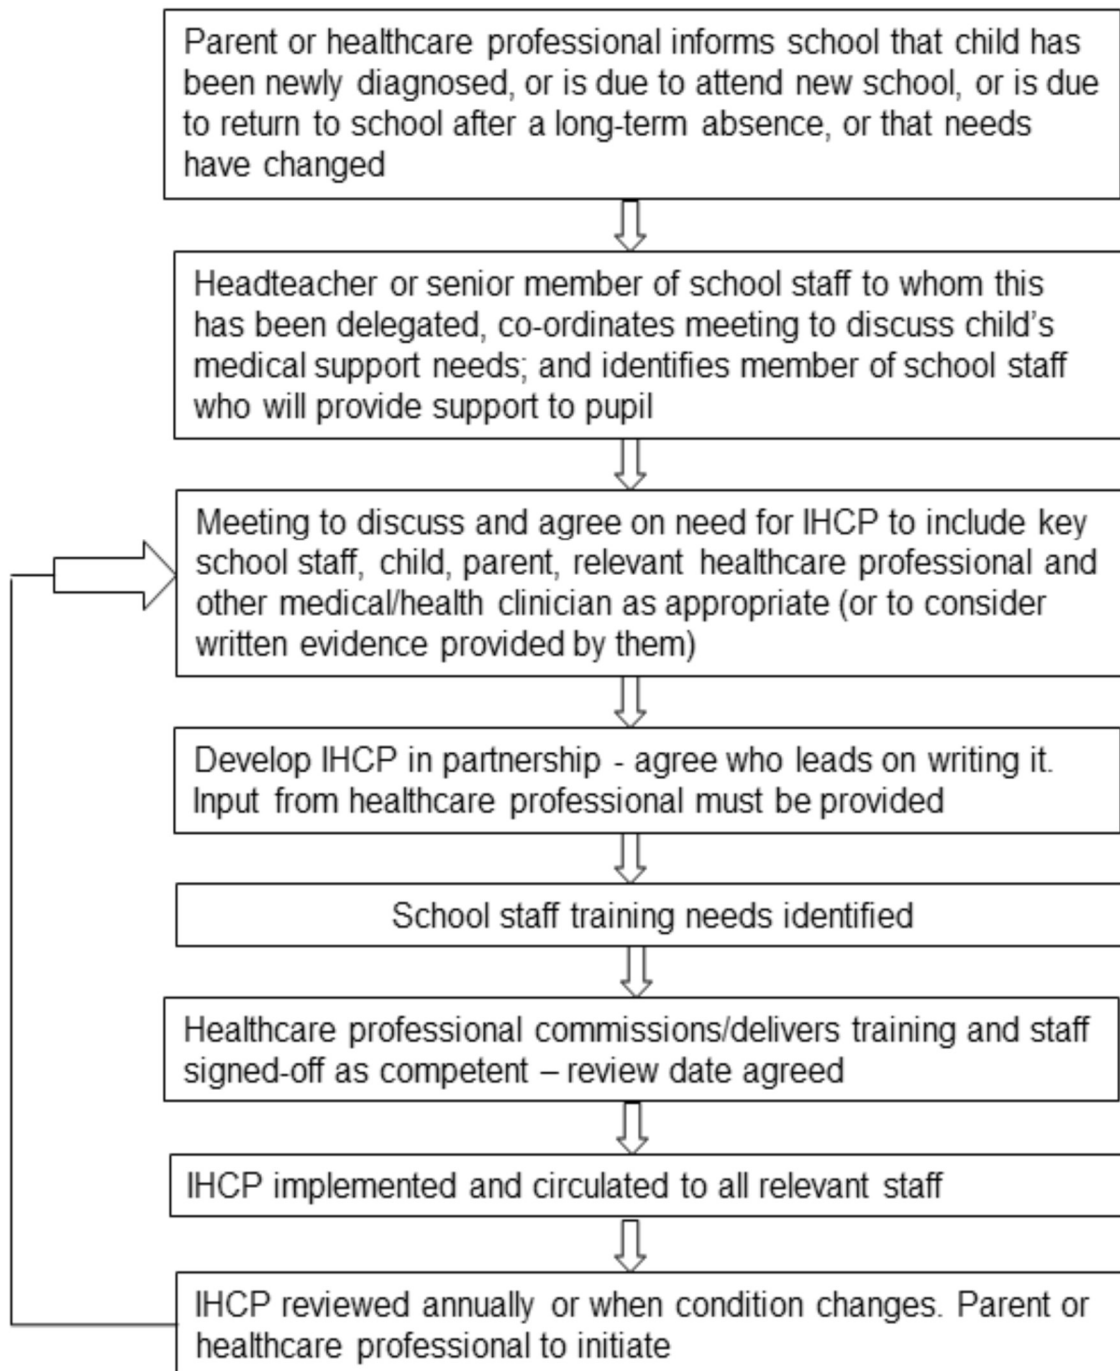 Parent or healthcare professional informs school that child has
been newly diagnosed, or is due to attend new school, or is due
to return to school after a long-term absence, or that needs
have changed
Headteacher or senior member of school staff to whom this
has been delegated, co-ordinates meeting to discuss child's
medical support needs; and identifies member of school staff
who will provide support to pupil
Meeting to discuss and agree on need for IHCP to include key
school staff, child, parent, relevant healthcare professional and
other medical/health clinician as appropriate (or to consider
written evidence provided by them)
Develop IHCP in partnership - agree who leads on writing it.
Input from healthcare professional must be provided
School staff training needs identified
Healthcare professional commissions/delivers training and staff
signed-off as competent – review date agreed
IHCP implemented and circulated to all relevant staff
IHCP reviewed annually or when condition changes. Parent or
healthcare professional to initiate